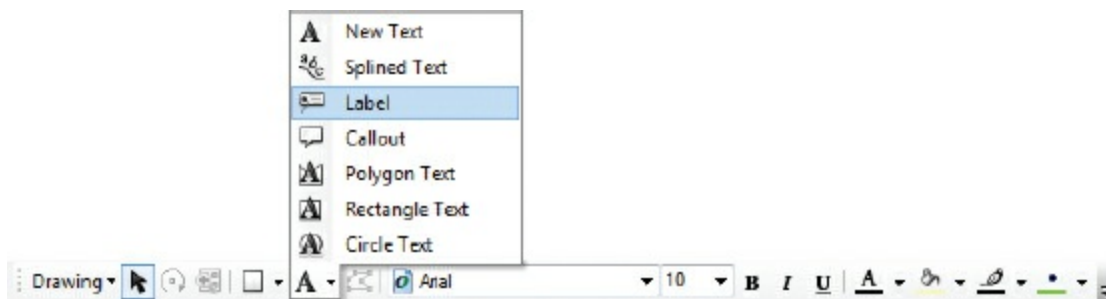 New Text
Splined Text
Label
Callout
Polygon Text
Rectangle Text
Circle Text
Drawing A Arial 10 B I U A